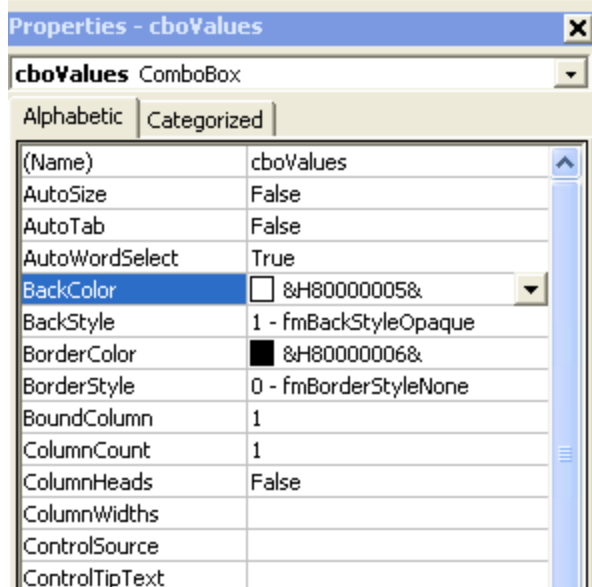 Properties - cboValues
cboValues ComboBox
Alphabetic Categorized
(Name) cboValues
AutoSize False
AutoTab False
AutoWordSelect True
BackColor &H80000005&
BackStyle 1 - fmBackStyleOpaque
BorderColor &H80000006&
BorderStyle 0 - fmBorderStyleNone
BoundColumn 1
ColumnCount 1
ColumnHeads False
ColumnWidths
ControlSource
ControlTipText